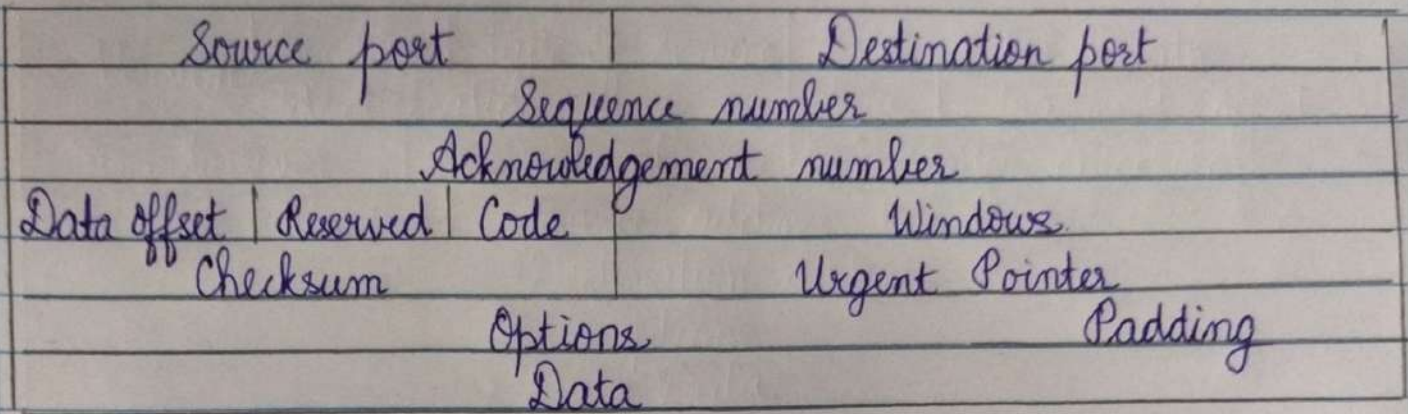 Source port | Destination port
Sequence number
Acknowledgement number
Data offset | Reserved | Code Windows
Checksum Urgent Pointer
Options Padding
Data